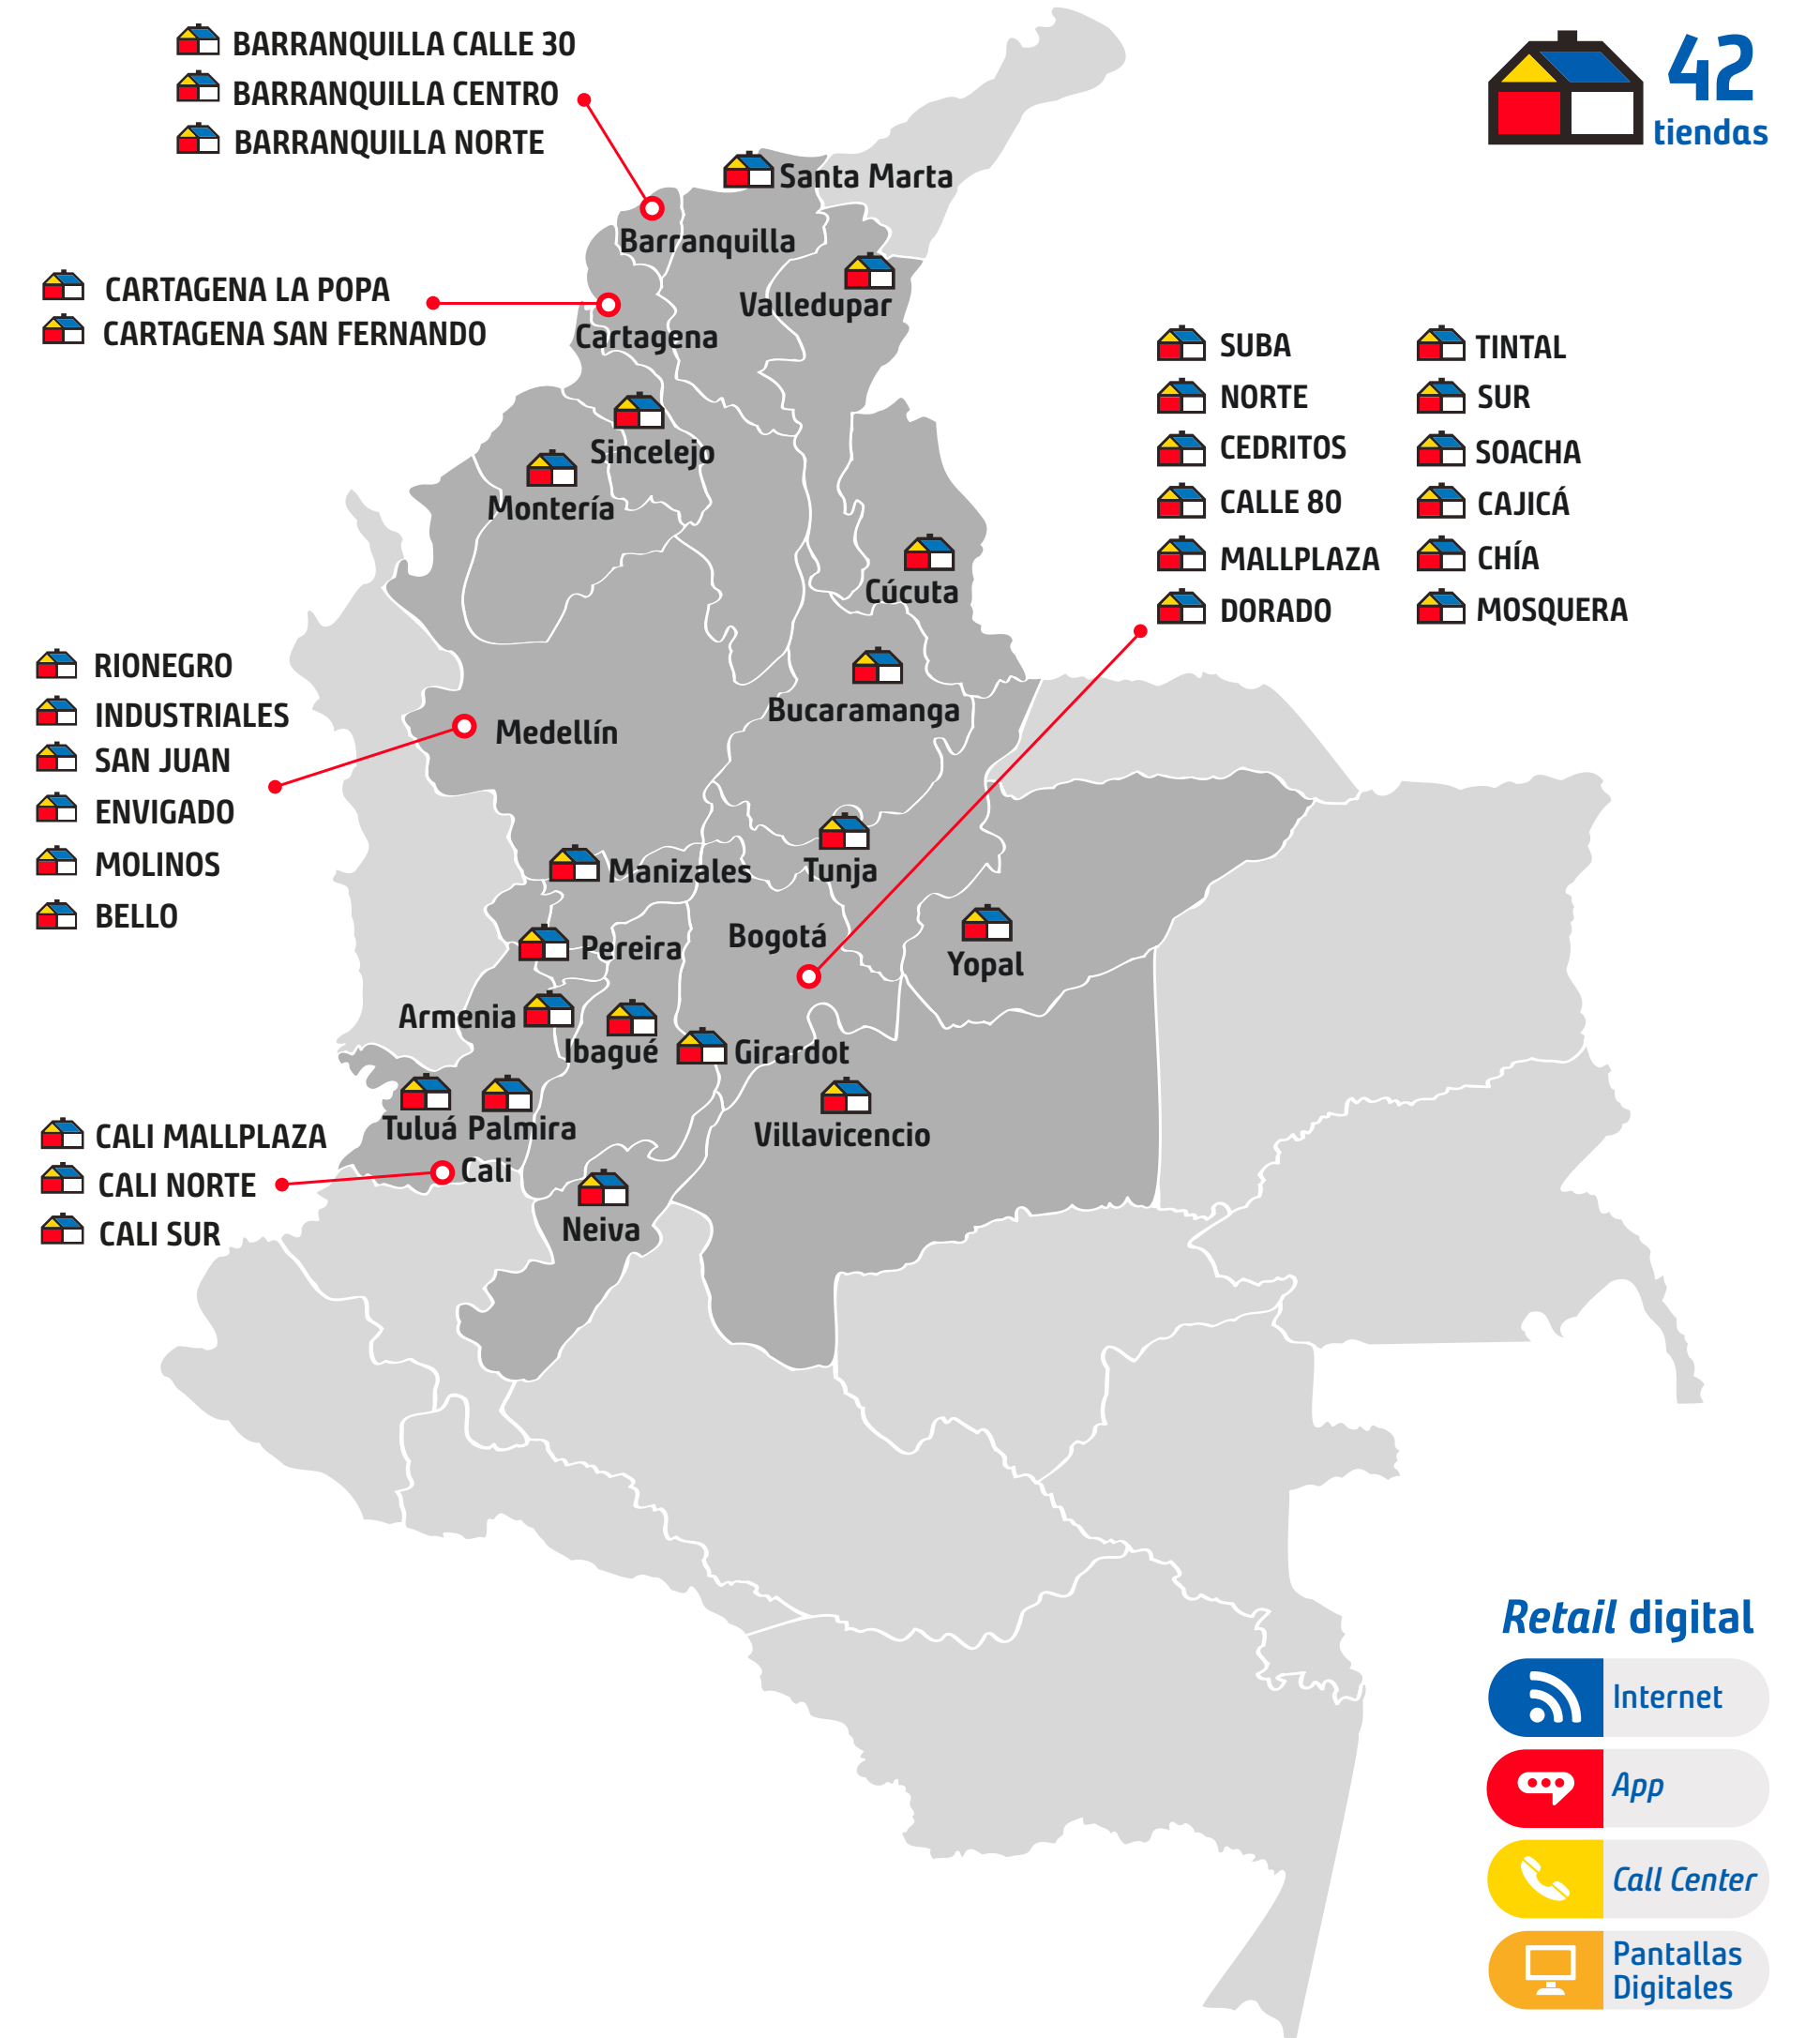 BARRANQUILLA CALLE 30
BARRANQUILLA CENTRO
BARRANQUILLA NORTE
42
tiendas
Santa Marta
Barranquilla
Valledupar
CARTAGENA LA POPA
CARTAGENA SAN FERNANDO
Cartagena
Sincelejo
Montería
SUBA
NORTE
CEDRITOS
CALLE 80
MALLPLAZA
DORADO
TINTAL
SUR
SOACHA
CAJICÁ
CHÍA
MOSQUERA
Cúcuta
Bucaramanga
RIONEGRO
INDUSTRIALES
SAN JUAN
ENVIGADO
MOLINOS
BELLO
Medellín
Manizales
Tunja
Pereira
Bogotá
Yopal
Armenia
Ibagué
Girardot
Tuluá
Palmira
Villavicencio
CALI MALLPLAZA
CALI NORTE
CALI SUR
Cali
Neiva
Retail digital
Internet
App
Call Center
Pantallas
Digitales